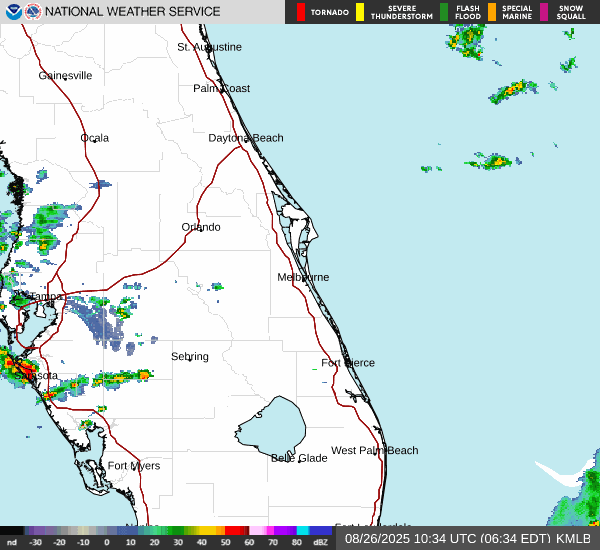 NATIONAL WEATHER SERVICE
TORNADO
SEVERE
THUNDERSTORM
FLASH
FLOOD
SPECIAL
MARINE
SNOW
SQUALL
St. Augustine
Gainesville
Palm Coast
Ocala
Daytona Beach
Orlando
Melbourne
Tampa
Sebring
Fort Pierce
Sarasota
West Palm Beach
Belle Glade
Fort Myers
nd -30 -20 -10 0 10 20 30 40 50 60 70 80 dBZ
08/26/2025 10:34 UTC (06:34 EDT) KMLB